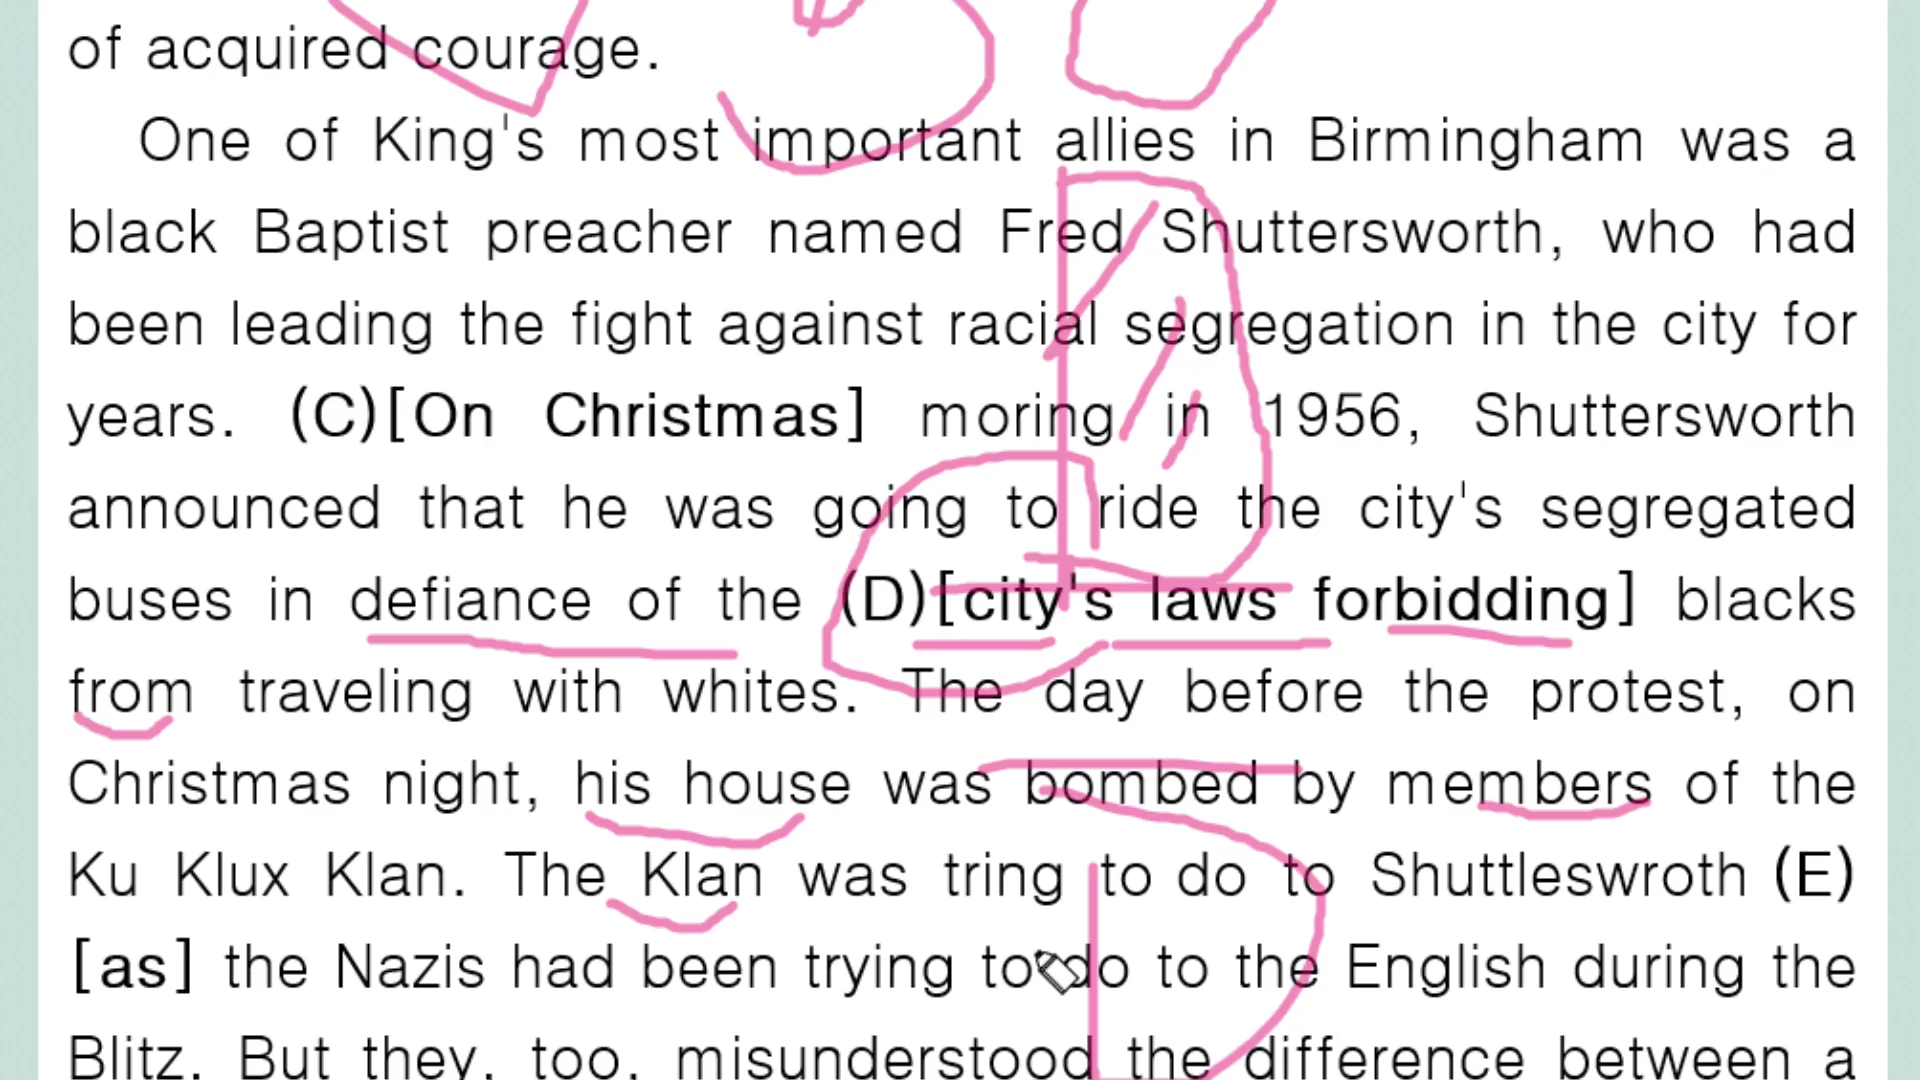 of acquired courage.
One of King's most important allies in Birmingham was a
black Baptist preacher named Fred Shuttersworth, who had
been leading the fight against racial segregation in the city for
years. (C)[On Christmas] moring in 1956, Shuttersworth
announced that he was going to ride the city's segregated
buses in defiance of the (D)[city's laws forbidding] blacks
from traveling with whites. The day before the protest, on
Christmas night, his house was bombed by members of the
Ku Klux Klan. The Klan was tring to do to Shuttleswroth (E)
[as] the Nazis had been trying to do to the English during the
Blitz. But they, too, misunderstood the difference between a